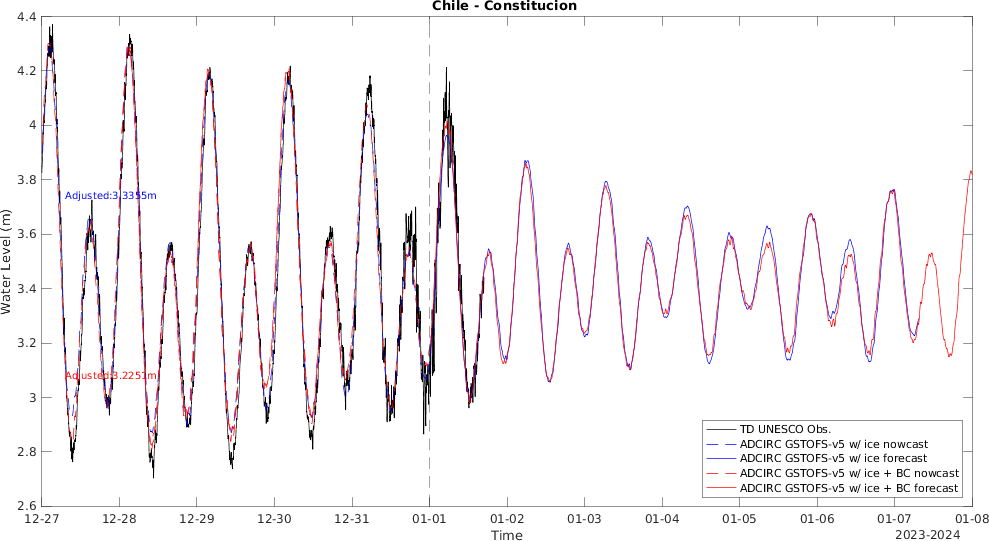 Chile - Constitucion
4.4
4.2
4
3.8
3.6
3.4
3.2
3
2.8
2.6
Water Level (m)
Adjusted:3.3355m
Adjusted:3.2251m
TD UNESCO Obs.
ADCIRC GSTOFS-v5 w/ ice nowcast
ADCIRC GSTOFS-v5 w/ ice forecast
ADCIRC GSTOFS-v5 w/ ice + BC nowcast
ADCIRC GSTOFS-v5 w/ ice + BC forecast
12-27 12-28 12-29 12-30 12-31 01-01 01-02 01-03 01-04 01-05 01-06 01-07 01-08
Time
2023-2024